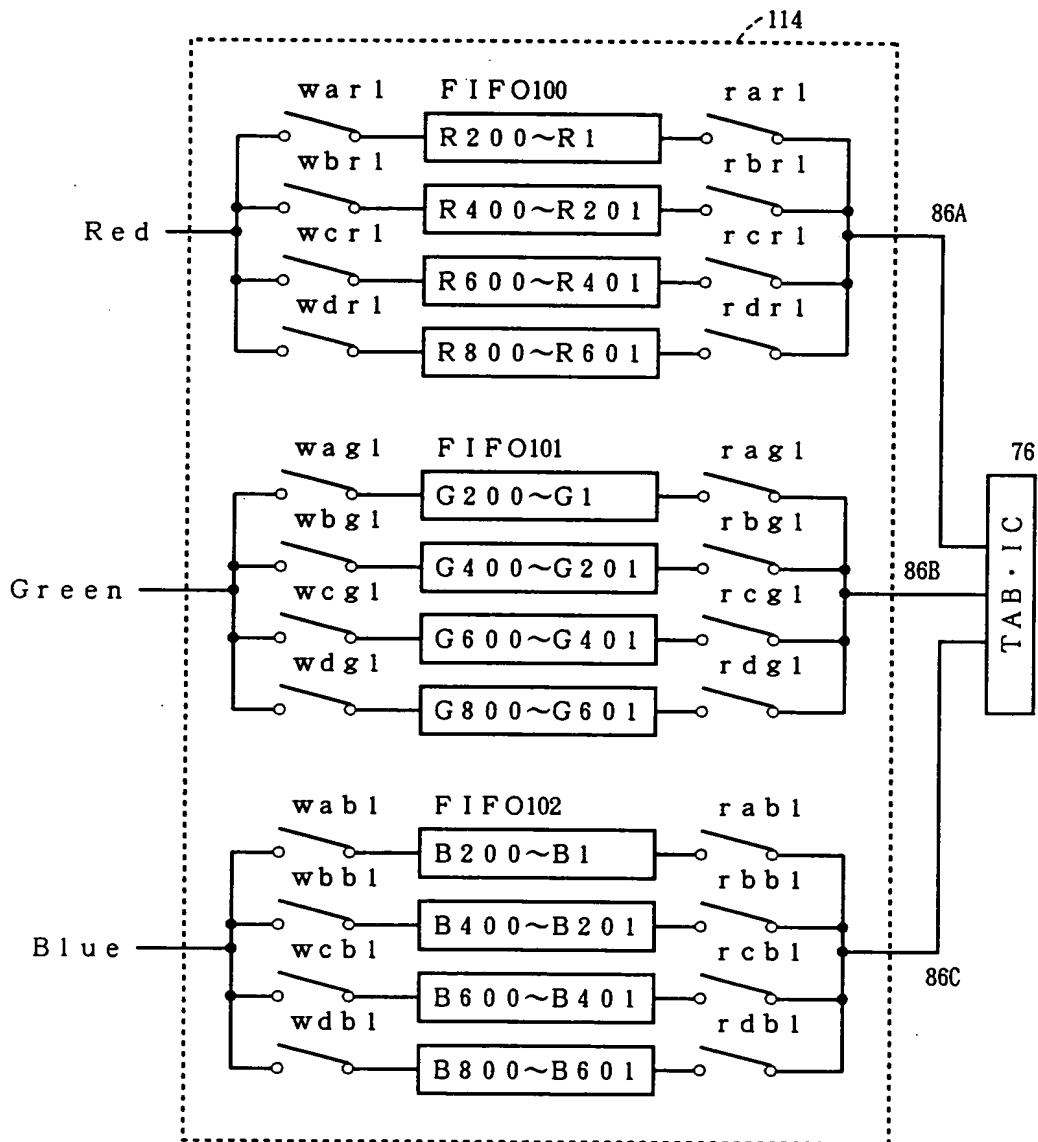 114
war1 FIFO100 rar1
R200~R1
wbr1 rbr1
R400~R201
86A
Red
wcr1 rcr1
R600~R401
wdr1 rdr1
R800~R601
wag1 FIFO101 rag1
76
G200~G1
wbg1 rbg1
G400~G201
86B
TAB·IC
Green
wcg1 rcg1
G600~G401
wdg1 rdg1
G800~G601
wab1 FIFO102 rab1
B200~B1
wbb1 rbb1
B400~B201
Blue
wcb1 rcb1
86C
B600~B401
wdb1 rdb1
B800~B601